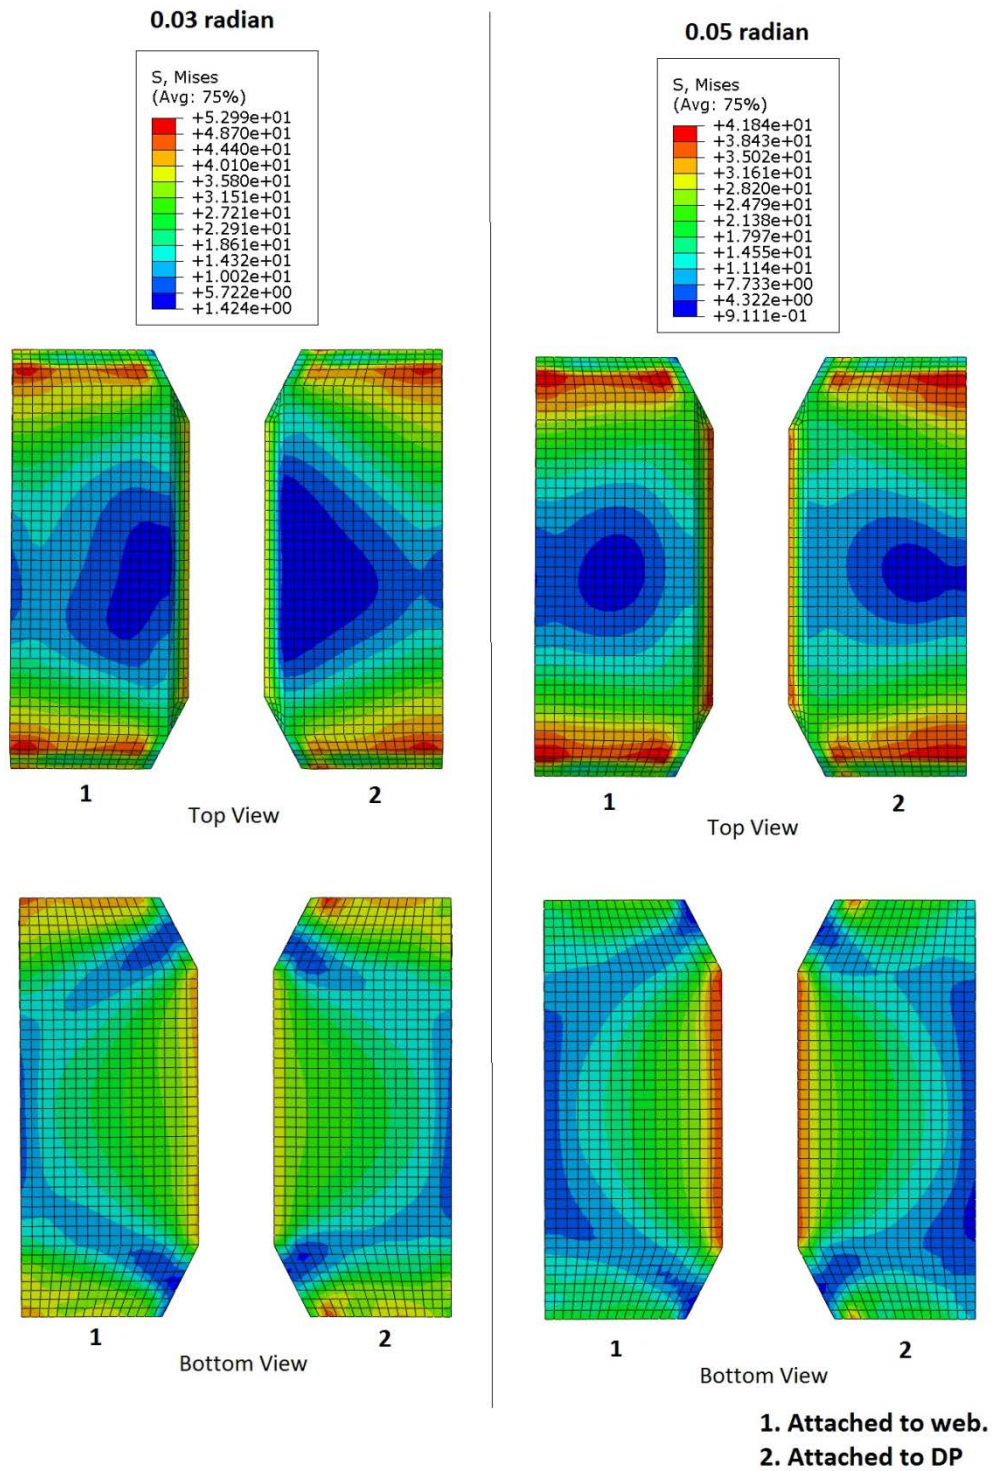 0.03 radian
S, Mises
(Avg: 75%)
+5.299e+01
+4.870e+01
+4.440e+01
+4.010e+01
+3.580e+01
+3.151e+01
+2.721e+01
+2.291e+01
+1.861e+01
+1.432e+01
+1.002e+01
+5.722e+00
+1.424e+00
1
2
Top View
1
2
Bottom View
0.05 radian
S, Mises
(Avg: 75%)
+4.184e+01
+3.843e+01
+3.502e+01
+3.161e+01
+2.820e+01
+2.479e+01
+2.138e+01
+1.797e+01
+1.455e+01
+1.114e+01
+7.733e+00
+4.322e+00
+9.111e-01
1
2
Top View
1
2
Bottom View
1. Attached to web.
2. Attached to DP